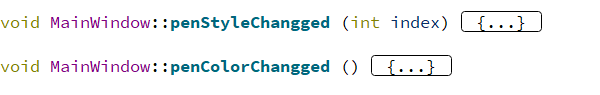 void MainWindow::penStyleChangged (int index) {...}
void MainWindow::penColorChangged () {...}